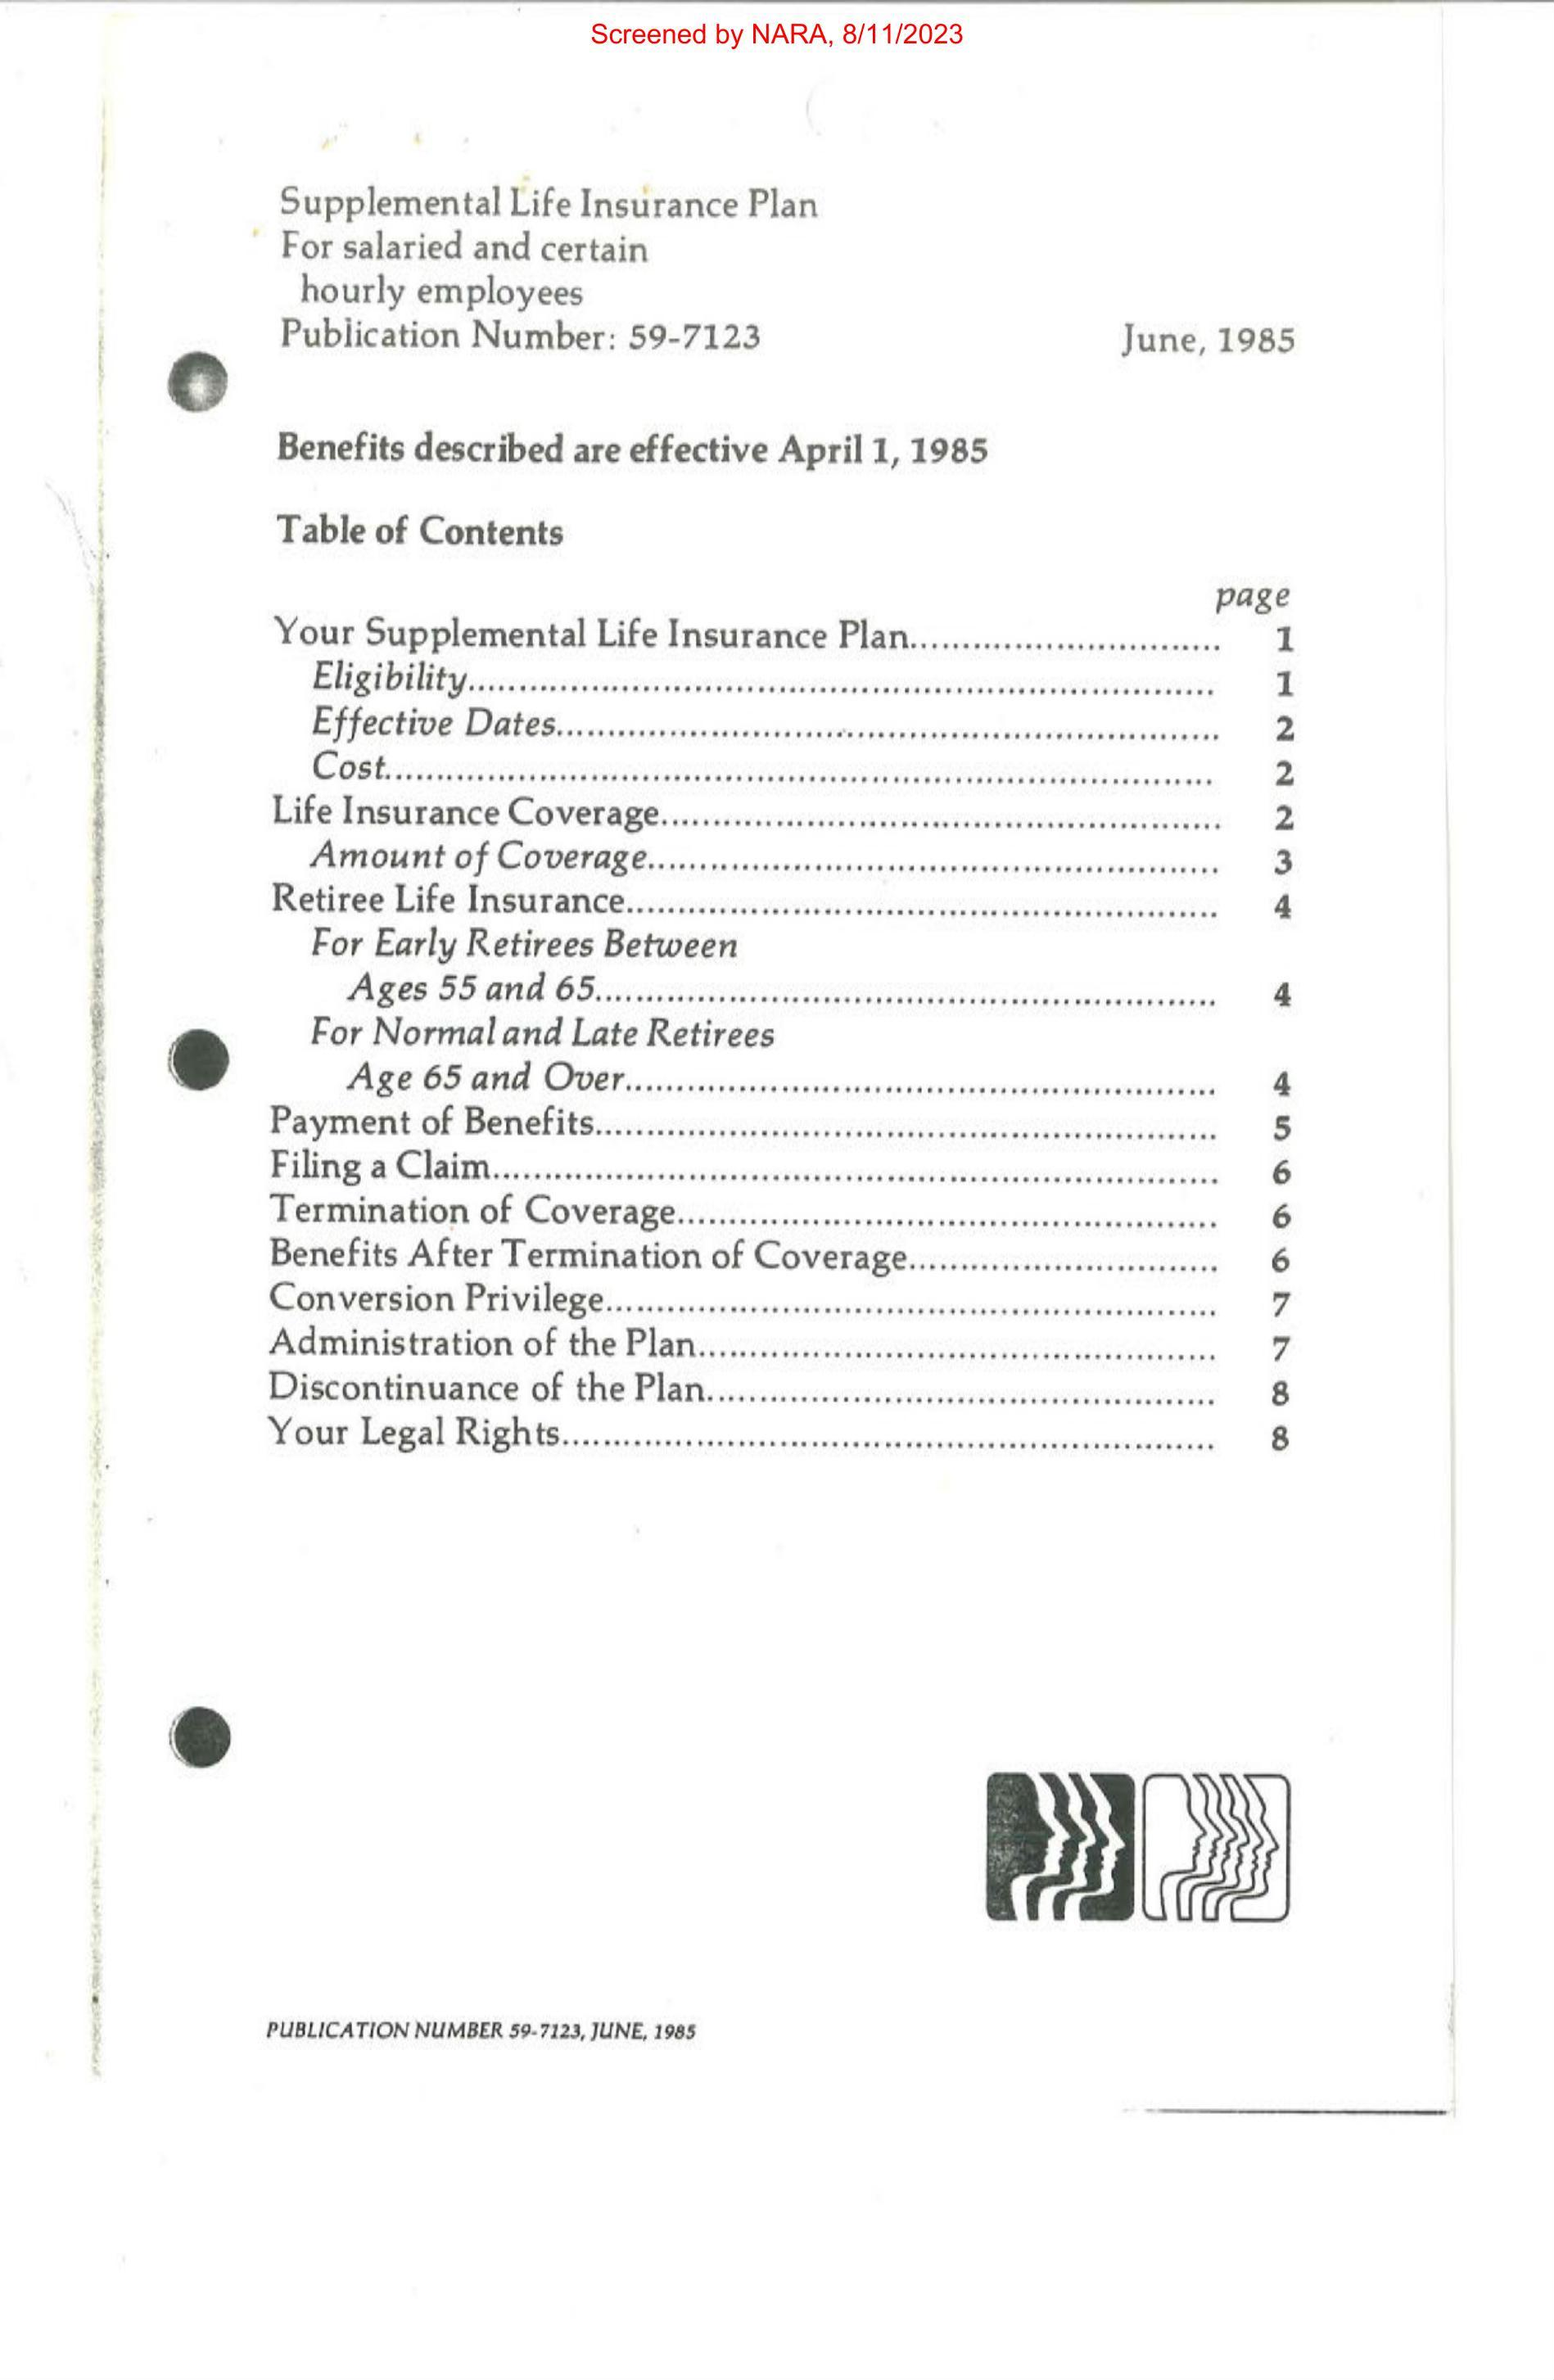 Screened by NARA, 8/11/2023
Supplemental Life Insurance Plan
For salaried and certain
hourly employees
Publication Number: 59-7123 June, 1985
Benefits described are effective April 1, 1985
Table of Contents
page
Your Supplemental Life Insurance Plan.............................. 1
Eligibility........................................................................ 1
Effective Dates................................................................ 2
Cost................................................................................ 2
Life Insurance Coverage...................................................... 2
Amount of Coverage....................................................... 3
Retiree Life Insurance......................................................... 4
For Early Retirees Between
Ages 55 and 65............................................................ 4
For Normal and Late Retirees
Age 65 and Over......................................................... 4
Payment of Benefits............................................................ 5
Filing a Claim...................................................................... 6
Termination of Coverage.................................................... 6
Benefits After Termination of Coverage.............................. 6
Conversion Privilege........................................................... 7
Administration of the Plan.................................................. 7
Discontinuance of the Plan................................................. 8
Your Legal Rights............................................................... 8
PUBLICATION NUMBER 59-7123, JUNE, 1985